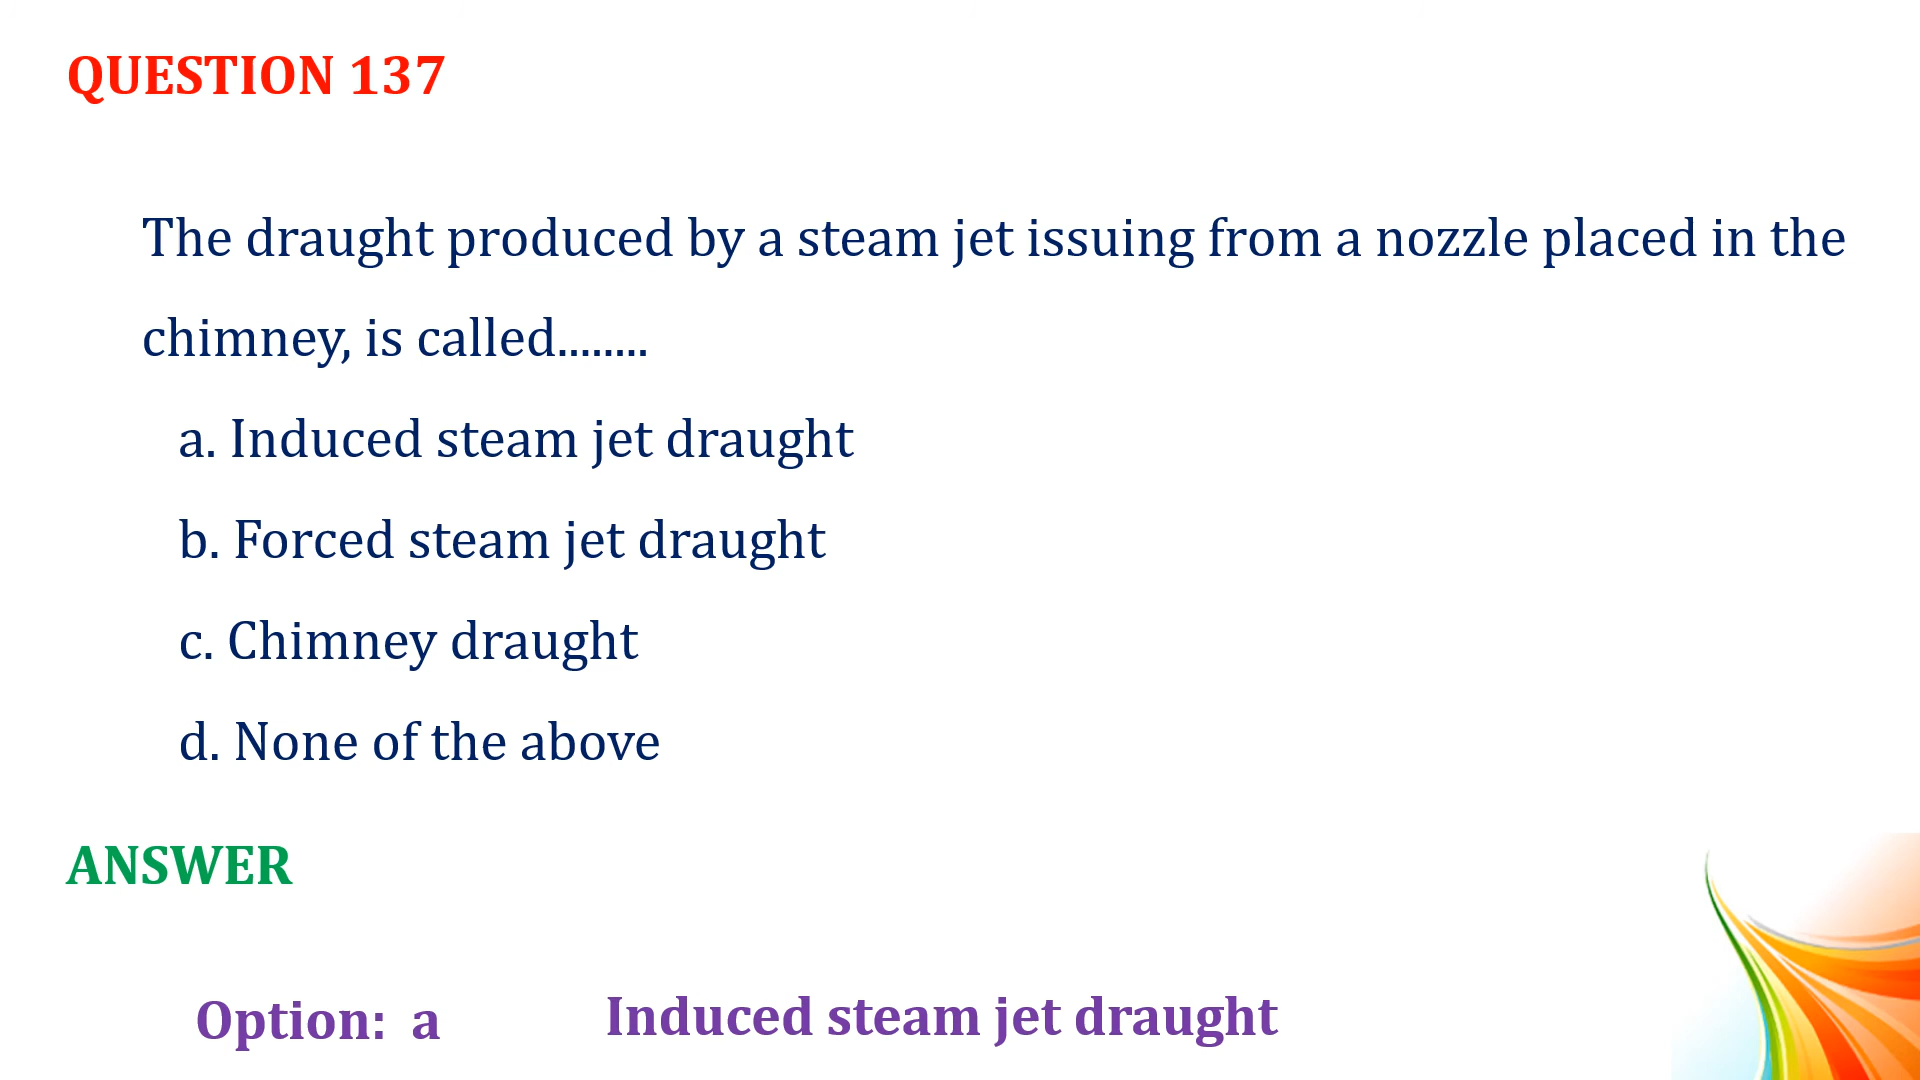 QUESTION 137
The draught produced by a steam jet issuing from a nozzle placed in the
chimney, is called........
a. Induced steam jet draught
b. Forced steam jet draught
c. Chimney draught
d. None of the above
ANSWER
Option: a Induced steam jet draught